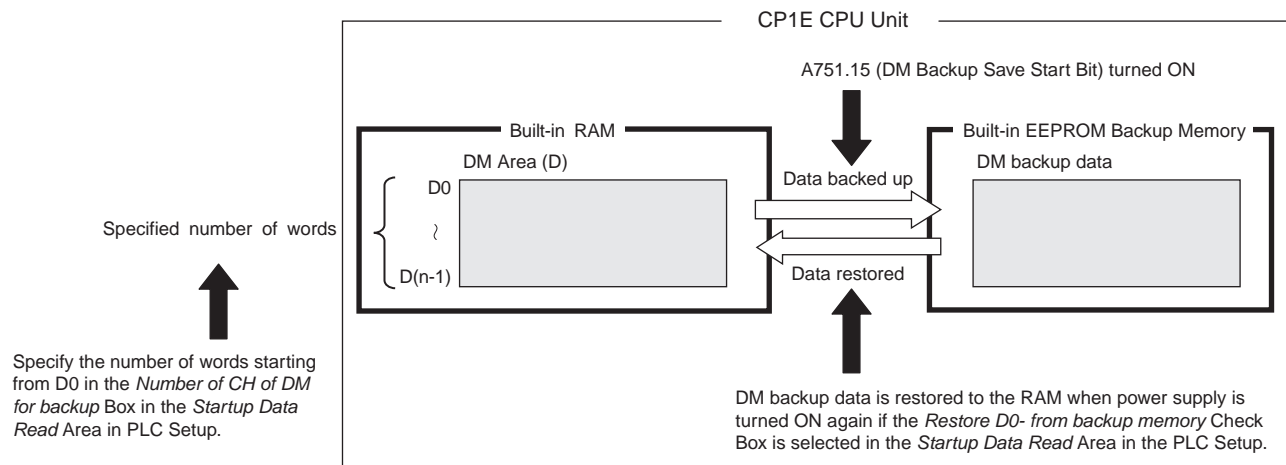 CP1E CPU Unit
A751.15 (DM Backup Save Start Bit) turned ON
Built-in RAM
Built-in EEPROM Backup Memory
DM Area (D)
DM backup data
D0
~
D(n-1)
Specified number of words
Data backed up
Data restored
Specify the number of words starting
from D0 in the Number of CH of DM
for backup Box in the Startup Data
Read Area in PLC Setup.
DM backup data is restored to the RAM when power supply is
turned ON again if the Restore D0- from backup memory Check
Box is selected in the Startup Data Read Area in the PLC Setup.